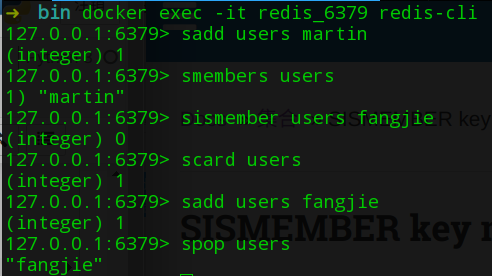 ➜ bin docker exec -it redis_6379 redis-cli
127.0.0.1:6379> sadd users martin
(integer) 1
127.0.0.1:6379> smembers users
1) "martin"
127.0.0.1:6379> sismember users fangjie
(integer) 0
127.0.0.1:6379> scard users
(integer) 1
127.0.0.1:6379> sadd users fangjie
(integer) 1
SISMEMBER key
127.0.0.1:6379> spop users
"fangjie"